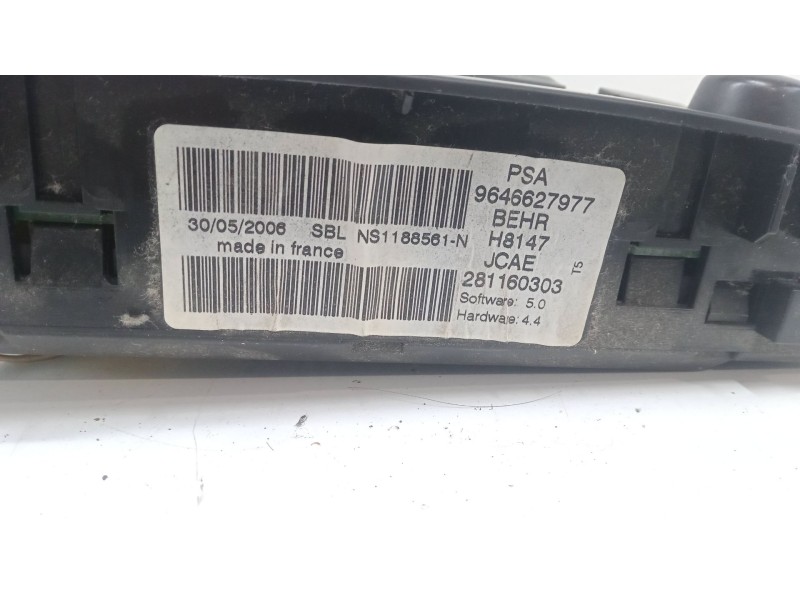 PSA
9646627977
BEHR
H8147
JCAE
281160303
T5
Software: 5.0
Hardware: 4.4
30/05/2006 SBL NS1188561-N
made in france